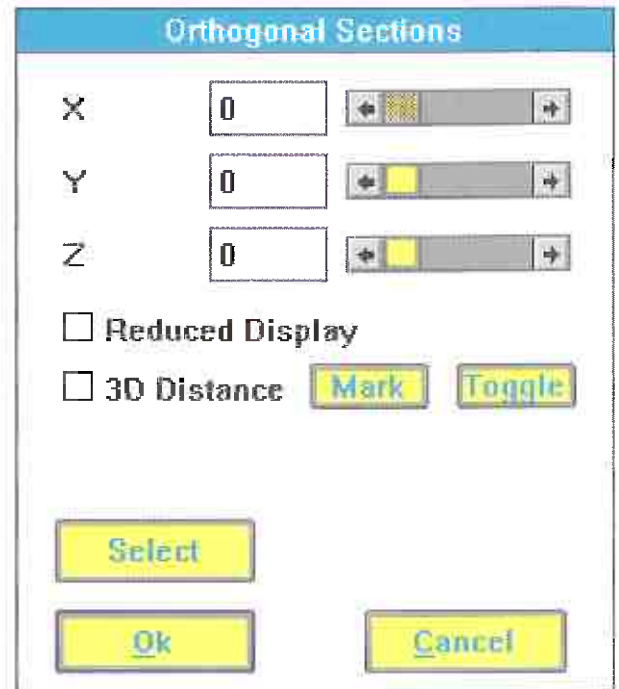 Orthogonal Sections
X 0
Y 0
Z 0
Reduced Display
3D Distance Mark Toggle
Select
Ok Cancel